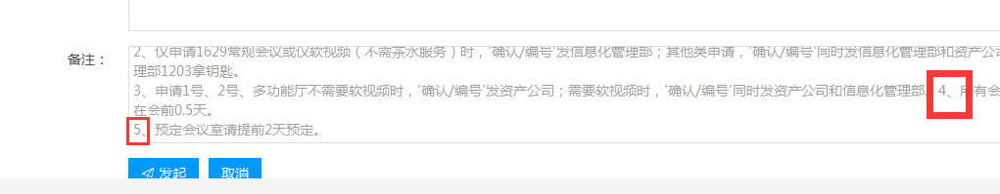 备注：
2、仅申请1629常规会议或仅软视频（不需茶水服务）时，'确认/编号'发信息化管理部；其他类申请，'确认/编号'同时发信息化管理部和资产公司
理部1203拿钥匙。
3、申请1号、2号、多功能厅不需要软视频时，'确认/编号'发资产公司；需要软视频时，'确认/编号'同时发资产公司和信息化管理部。4、所有会
在会前0.5天。
5、预定会议室请提前2天预定。
发起 取消